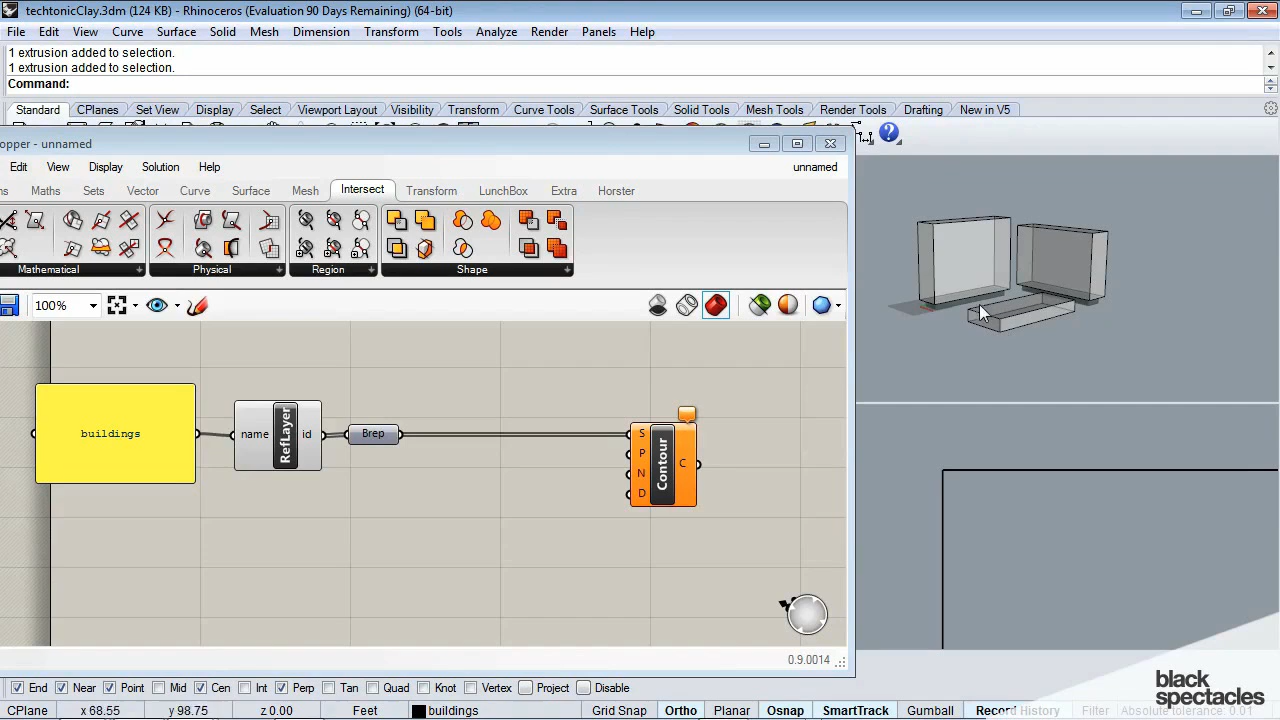 techtonicClay.3dm (124 KB) - Rhinoceros (Evaluation 90 Days Remaining) (64-bit)
File Edit View Curve Surface Solid Mesh Dimension Transform Tools Analyze Render Panels Help
1 extrusion added to selection.
1 extrusion added to selection.
Command:
Standard CPlanes Set View Display Select Viewport Layout Visibility Transform Curve Tools Surface Tools Solid Tools Mesh Tools Render Tools Drafting New in V5
opper - unnamed
Edit View Display Solution Help unnamed
ns Maths Sets Vector Curve Surface Mesh Intersect Transform LunchBox Extra Horster
Mathematical Physical Region Shape
100%
buildings
name RefLayer id
Brep
S P N D Contour C
0.9.0014
End Near Point Mid Cen Int Perp Tan Quad Knot Vertex Project Disable
CPlane x 68.55 y 98.75 z 0.00 Feet buildings Grid Snap Ortho Planar Osnap SmartTrack Gumball Record History Filter Absolute tolerance: 0.01
black
spectacles